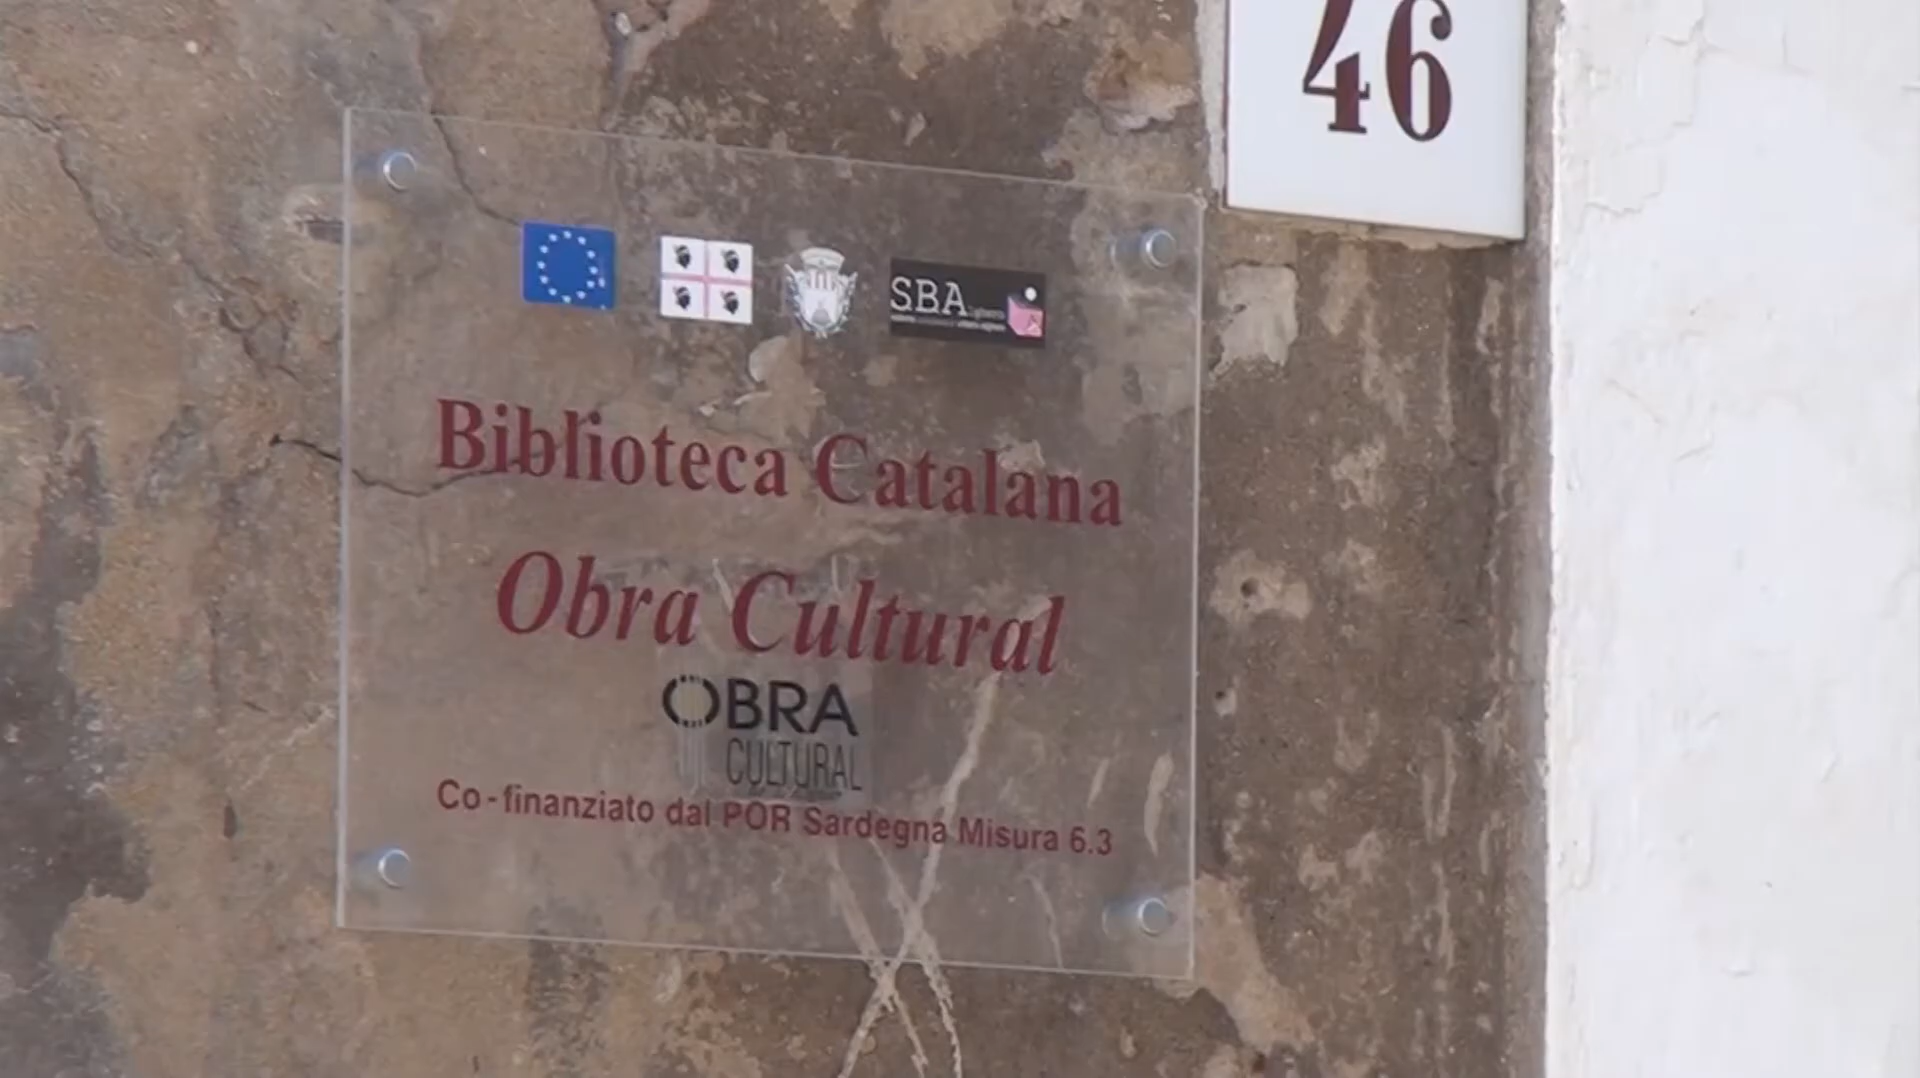 46
SBA
Biblioteca Catalana
Obra Cultural
OBRA
CULTURAL
Co-finanziato dal POR Sardegna Misura 6.3